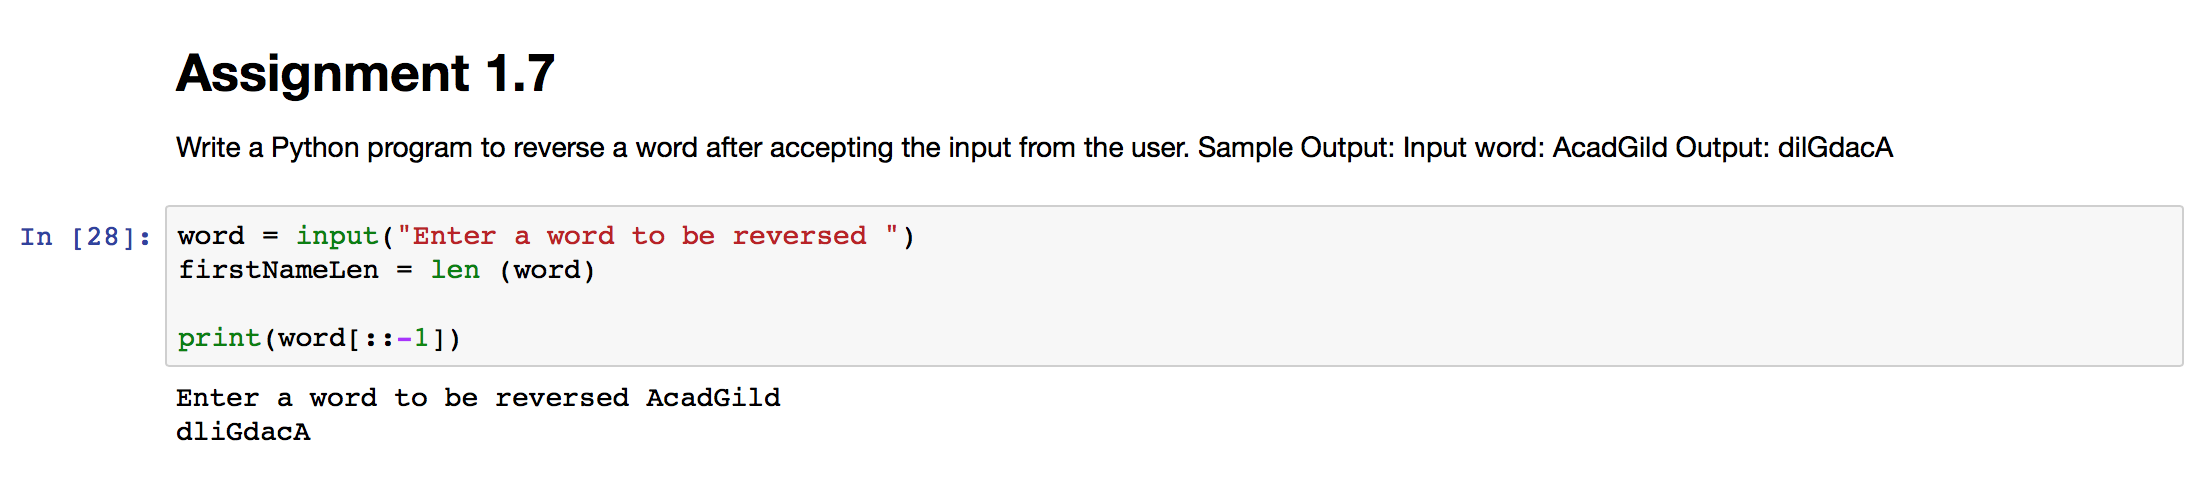 Assignment 1.7
Write a Python program to reverse a word after accepting the input from the user. Sample Output: Input word: AcadGild Output: dilGdacA
In [28]: word = input("Enter a word to be reversed ")
firstNameLen = len (word)
print(word[::-1])
Enter a word to be reversed AcadGild
dliGdacA